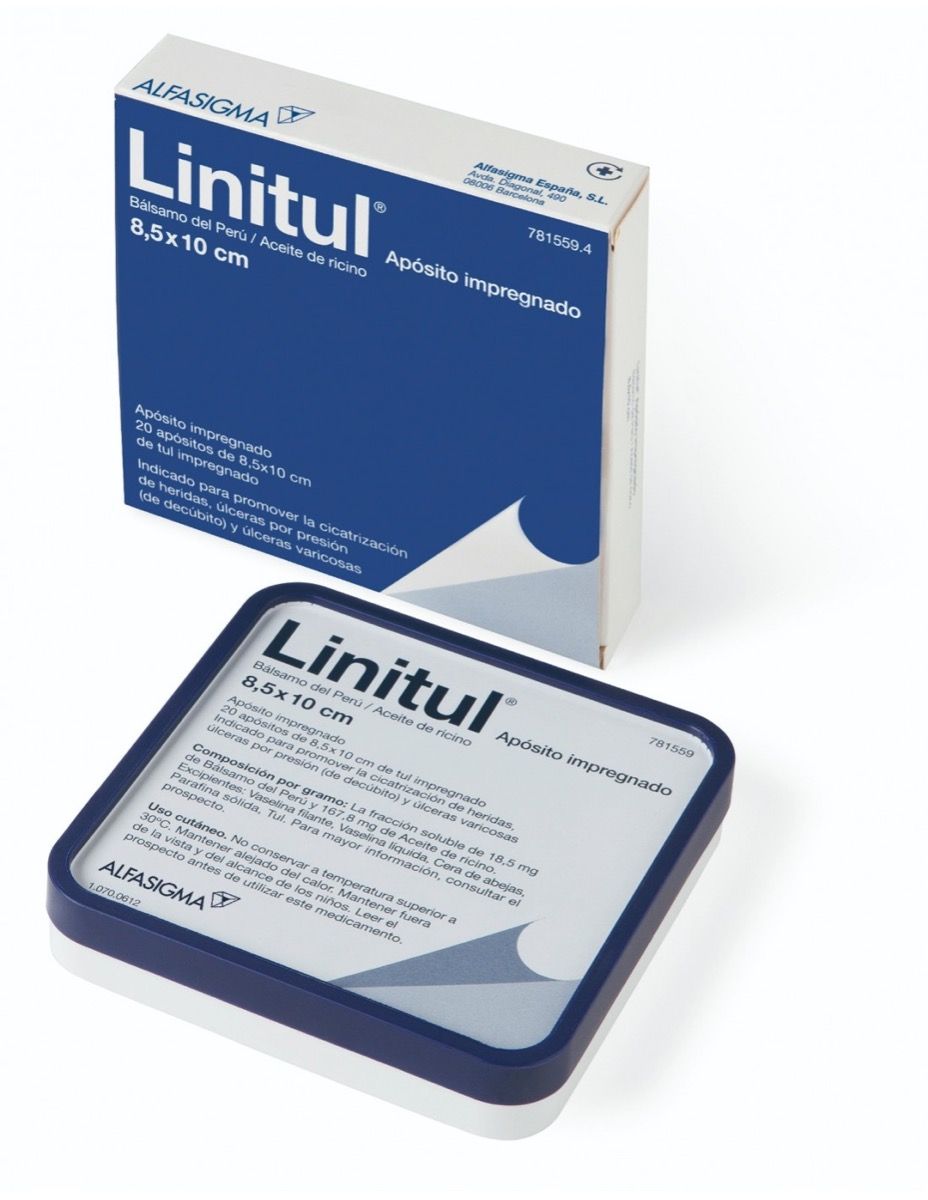 ALFASIGMA
Alfasigma España, S.L.
Avda. Diagonal, 490
08006 Barcelona
Linitul®
781559.4
Bálsamo del Perú / Aceite de ricino
8,5x10 cm
Apósito impregnado
Apósito impregnado
20 apósitos de 8,5x10 cm
de tul impregnado
Indicado para promover la cicatrización
de heridas, úlceras por presión
(de decúbito) y úlceras varicosas
Linitul®
781559
Bálsamo del Perú / Aceite de ricino
8,5x10 cm
Apósito impregnado
Apósito impregnado
20 apósitos de 8,5x10 cm de tul impregnado
Indicado para promover la cicatrización de heridas,
úlceras por presión (de decúbito) y úlceras varicosas
Composición por gramo: La fracción soluble de 18,5 mg
de Bálsamo del Perú y 167,8 mg de Aceite de ricino.
Excipientes: Vaselina filante, Vaselina líquida. Cera de abejas,
Parafina sólida, Tul. Para mayor información, consultar el
prospecto.
Uso cutáneo. No conservar a temperatura superior a
30ºC. Mantener alejado del calor. Mantener fuera
de la vista y del alcance de los niños. Leer el
prospecto antes de utilizar este medicamento.
ALFASIGMA
1.070.0612